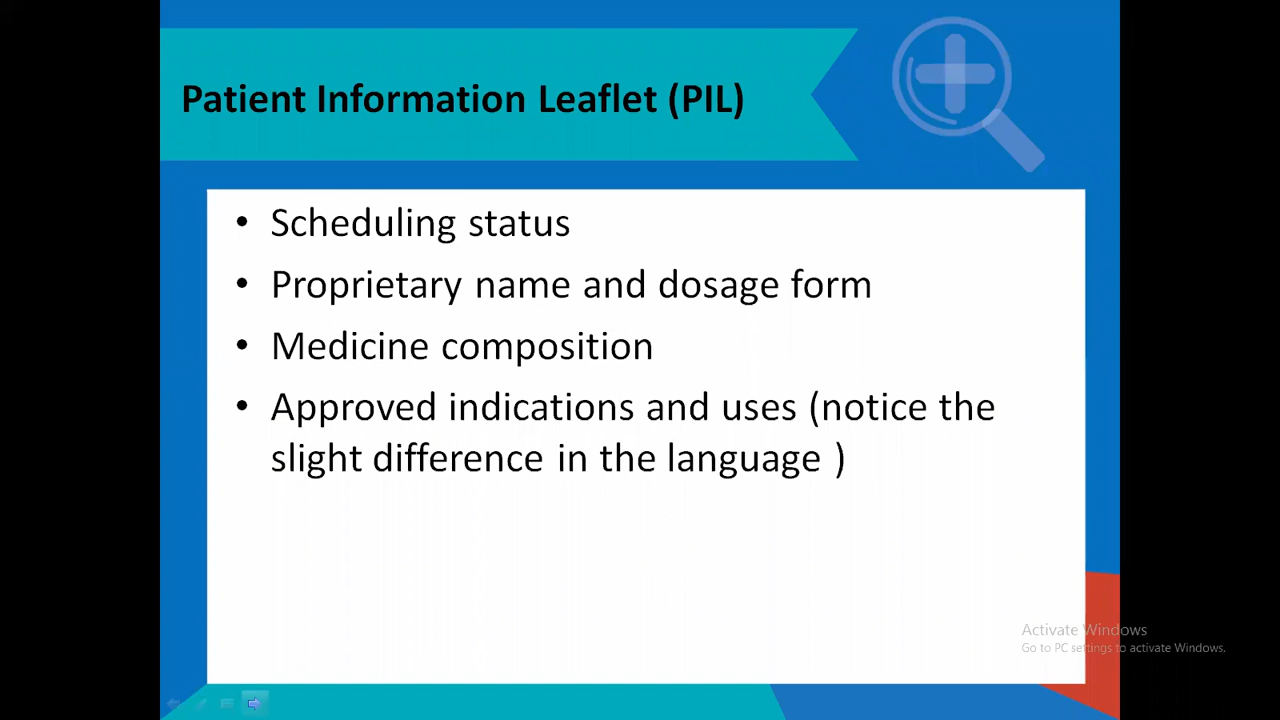 Patient Information Leaflet (PIL)
• Scheduling status
• Proprietary name and dosage form
• Medicine composition
• Approved indications and uses (notice the
slight difference in the language )
Activate Windows
Go to PC settings to activate Windows.